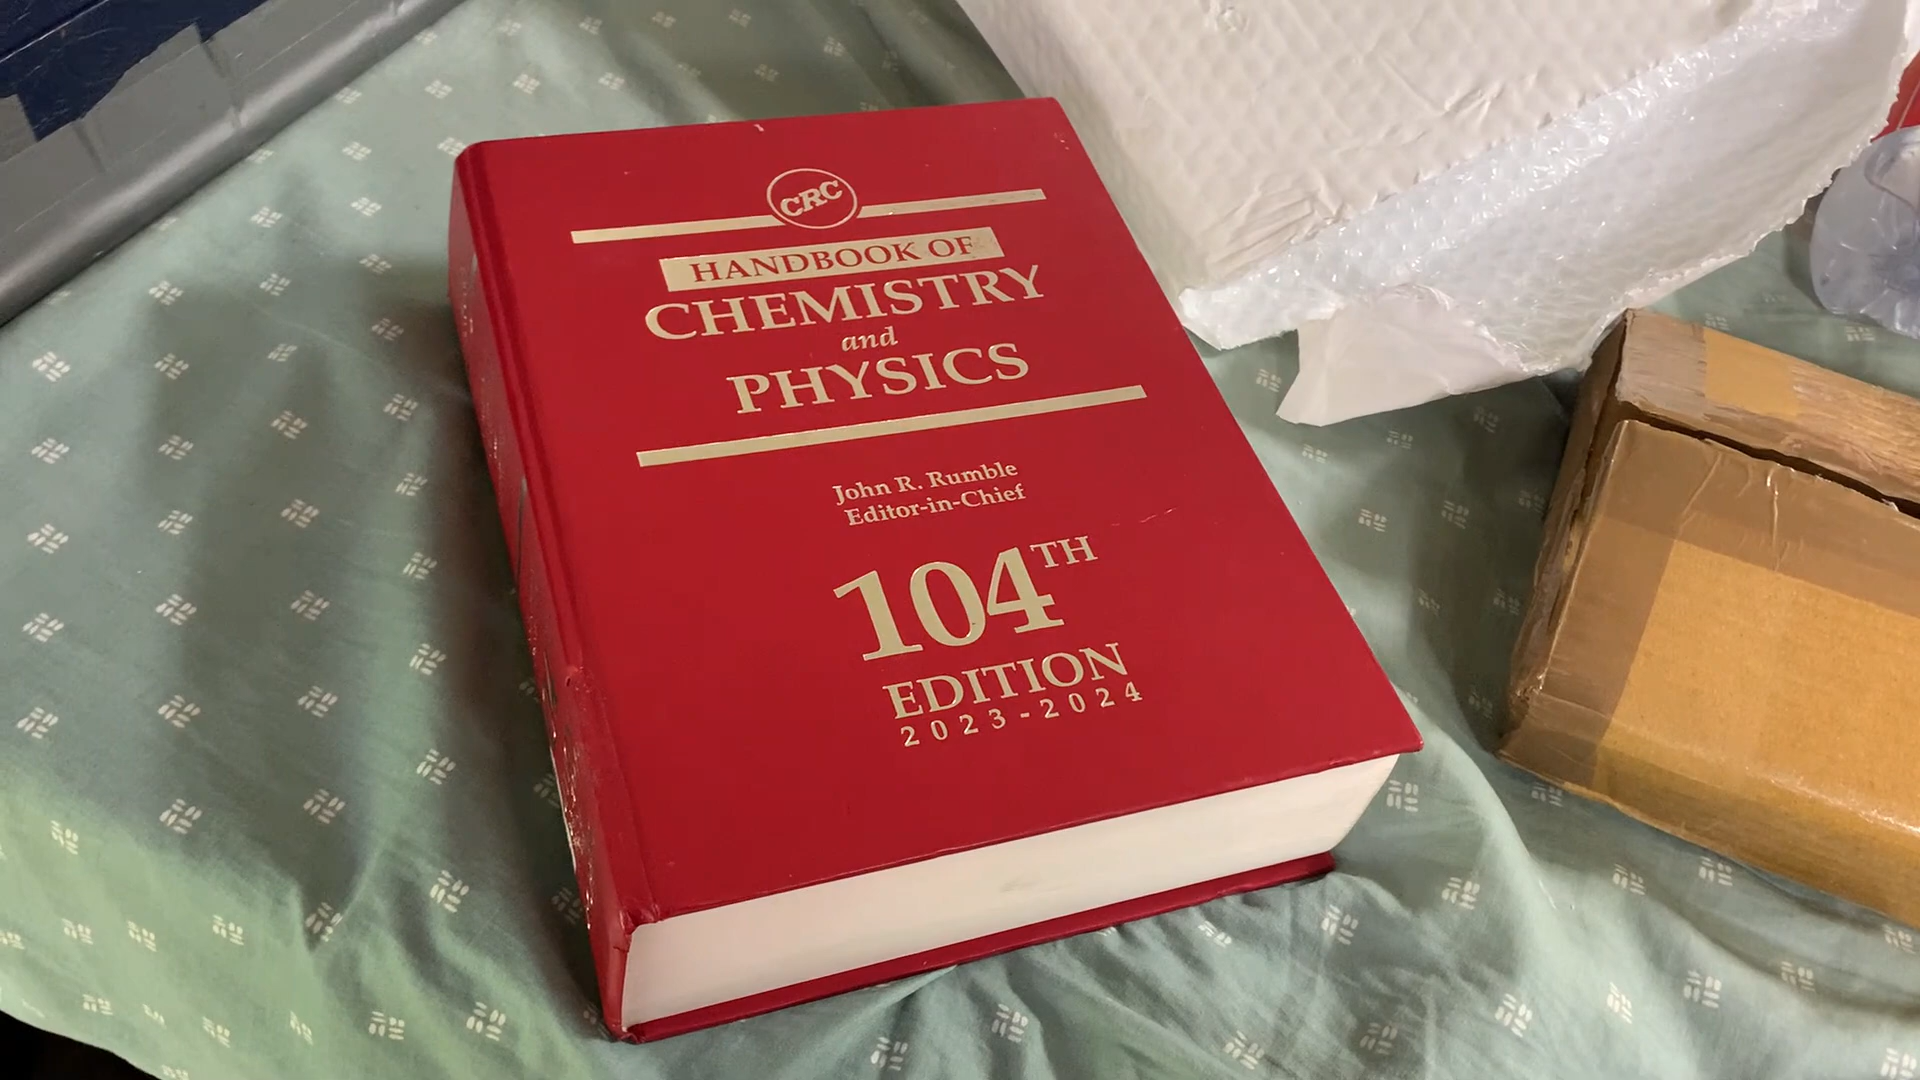 CRC
HANDBOOK OF
CHEMISTRY
and
PHYSICS
John R. Rumble
Editor-in-Chief
104TH
EDITION
2023-2024